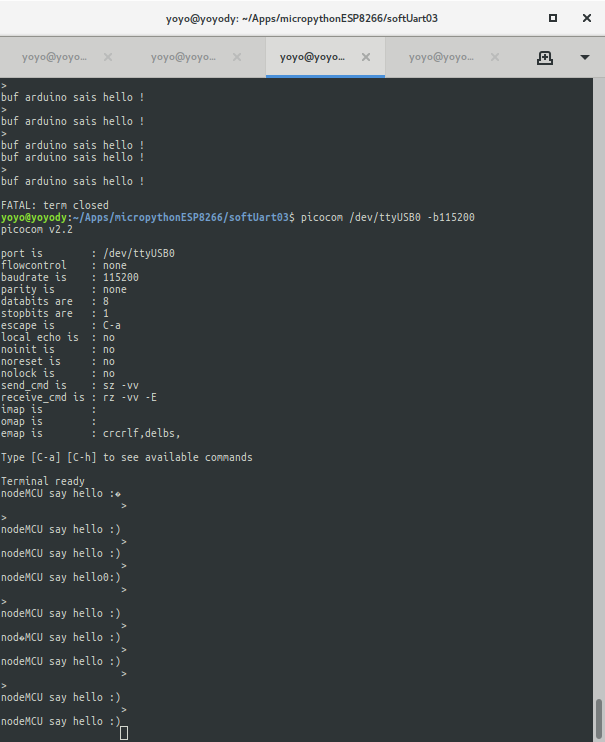 yoyo@yoyody: ~/Apps/micropythonESP8266/softUart03
yoyo@yoyo... yoyo@yoyo... yoyo@yoyo... yoyo@yoyo...
>
buf arduino sais hello !
>
buf arduino sais hello !
>
buf arduino sais hello !
buf arduino sais hello !
>
buf arduino sais hello !
FATAL: term closed
yoyo@yoyody:~/Apps/micropythonESP8266/softUart03$ picocom /dev/ttyUSB0 -b115200
picocom v2.2
port is        : /dev/ttyUSB0
flowcontrol    : none
baudrate is    : 115200
parity is      : none
databits are   : 8
stopbits are   : 1
escape is      : C-a
local echo is  : no
noinit is      : no
noreset is     : no
nolock is      : no
send_cmd is    : sz -vv
receive_cmd is : rz -vv -E
imap is        :
omap is        :
emap is        : crcrlf,delbs,
Type [C-a] [C-h] to see available commands
Terminal ready
nodeMCU say hello :�
>
>
nodeMCU say hello :)
>
nodeMCU say hello :)
>
nodeMCU say hello0:)
>
>
nodeMCU say hello :)
>
nod�MCU say hello :)
>
nodeMCU say hello :)
>
>
nodeMCU say hello :)
>
nodeMCU say hello :)